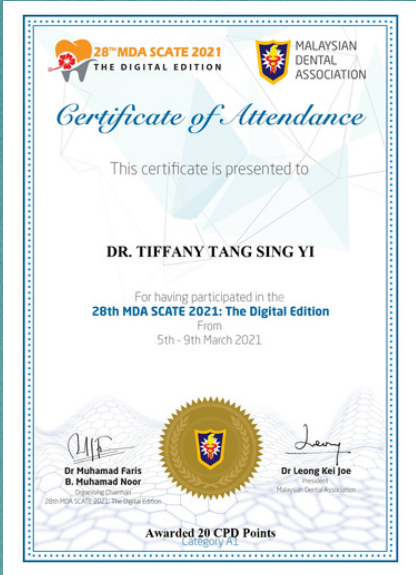 28TH MDA SCATE 2021
THE DIGITAL EDITION
MALAYSIAN
DENTAL
ASSOCIATION
Certificate of Attendance
This certificate is presented to
DR. TIFFANY TANG SING YI
For having participated in the
28th MDA SCATE 2021: The Digital Edition
From
5th - 9th March 2021
Dr Muhamad Faris
B. Muhamad Noor
Organising Chairman
28th MDA SCATE 2021: The Digital Edition
Dr Leong Kei Joe
President
Malaysian Dental Association
Awarded 20 CPD Points
Category A1